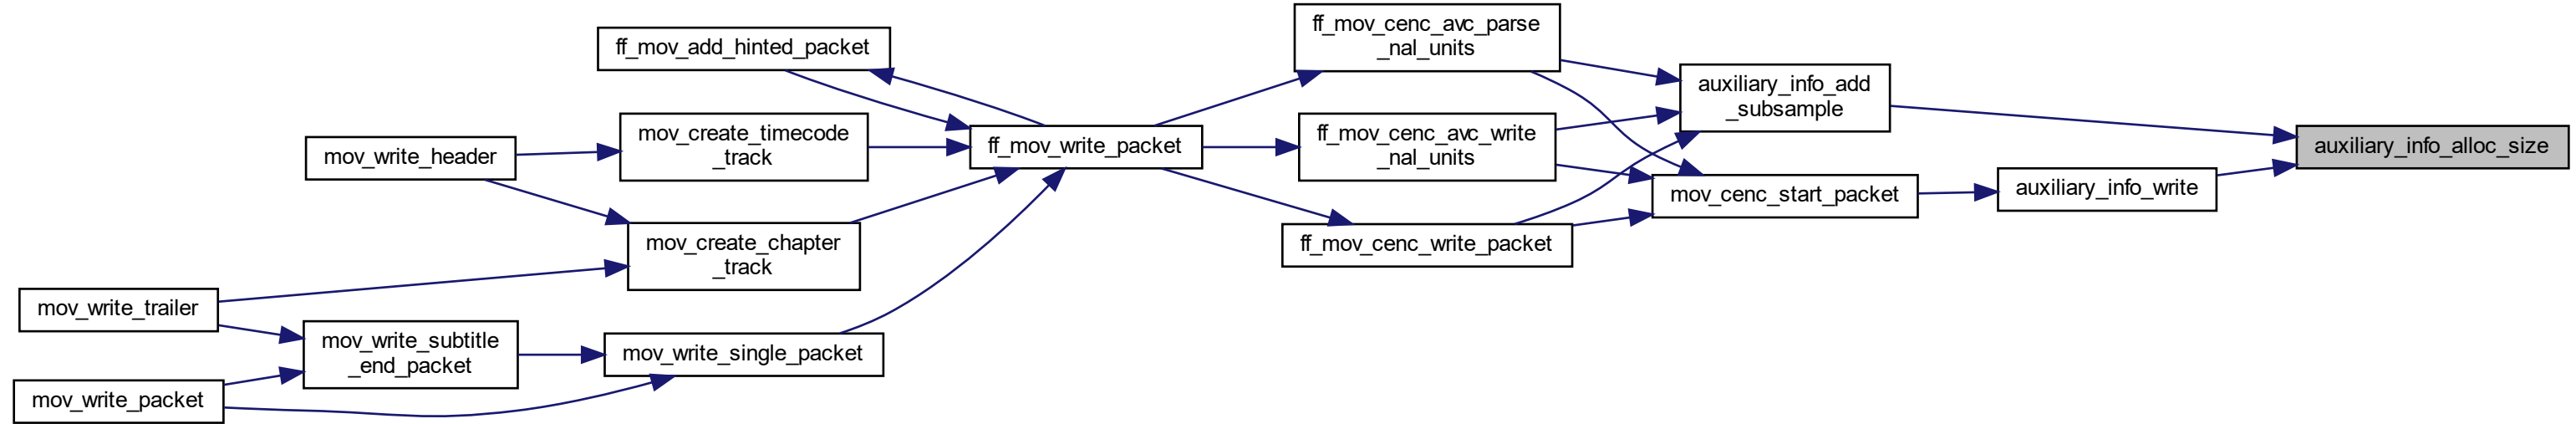 ff_mov_add_hinted_packet
ff_mov_cenc_avc_parse
_nal_units
auxiliary_info_add
_subsample
mov_create_timecode
_track
ff_mov_cenc_avc_write
_nal_units
mov_write_header
ff_mov_write_packet
auxiliary_info_alloc_size
auxiliary_info_write
mov_cenc_start_packet
mov_create_chapter
_track
ff_mov_cenc_write_packet
mov_write_trailer
mov_write_subtitle
_end_packet
mov_write_single_packet
mov_write_packet